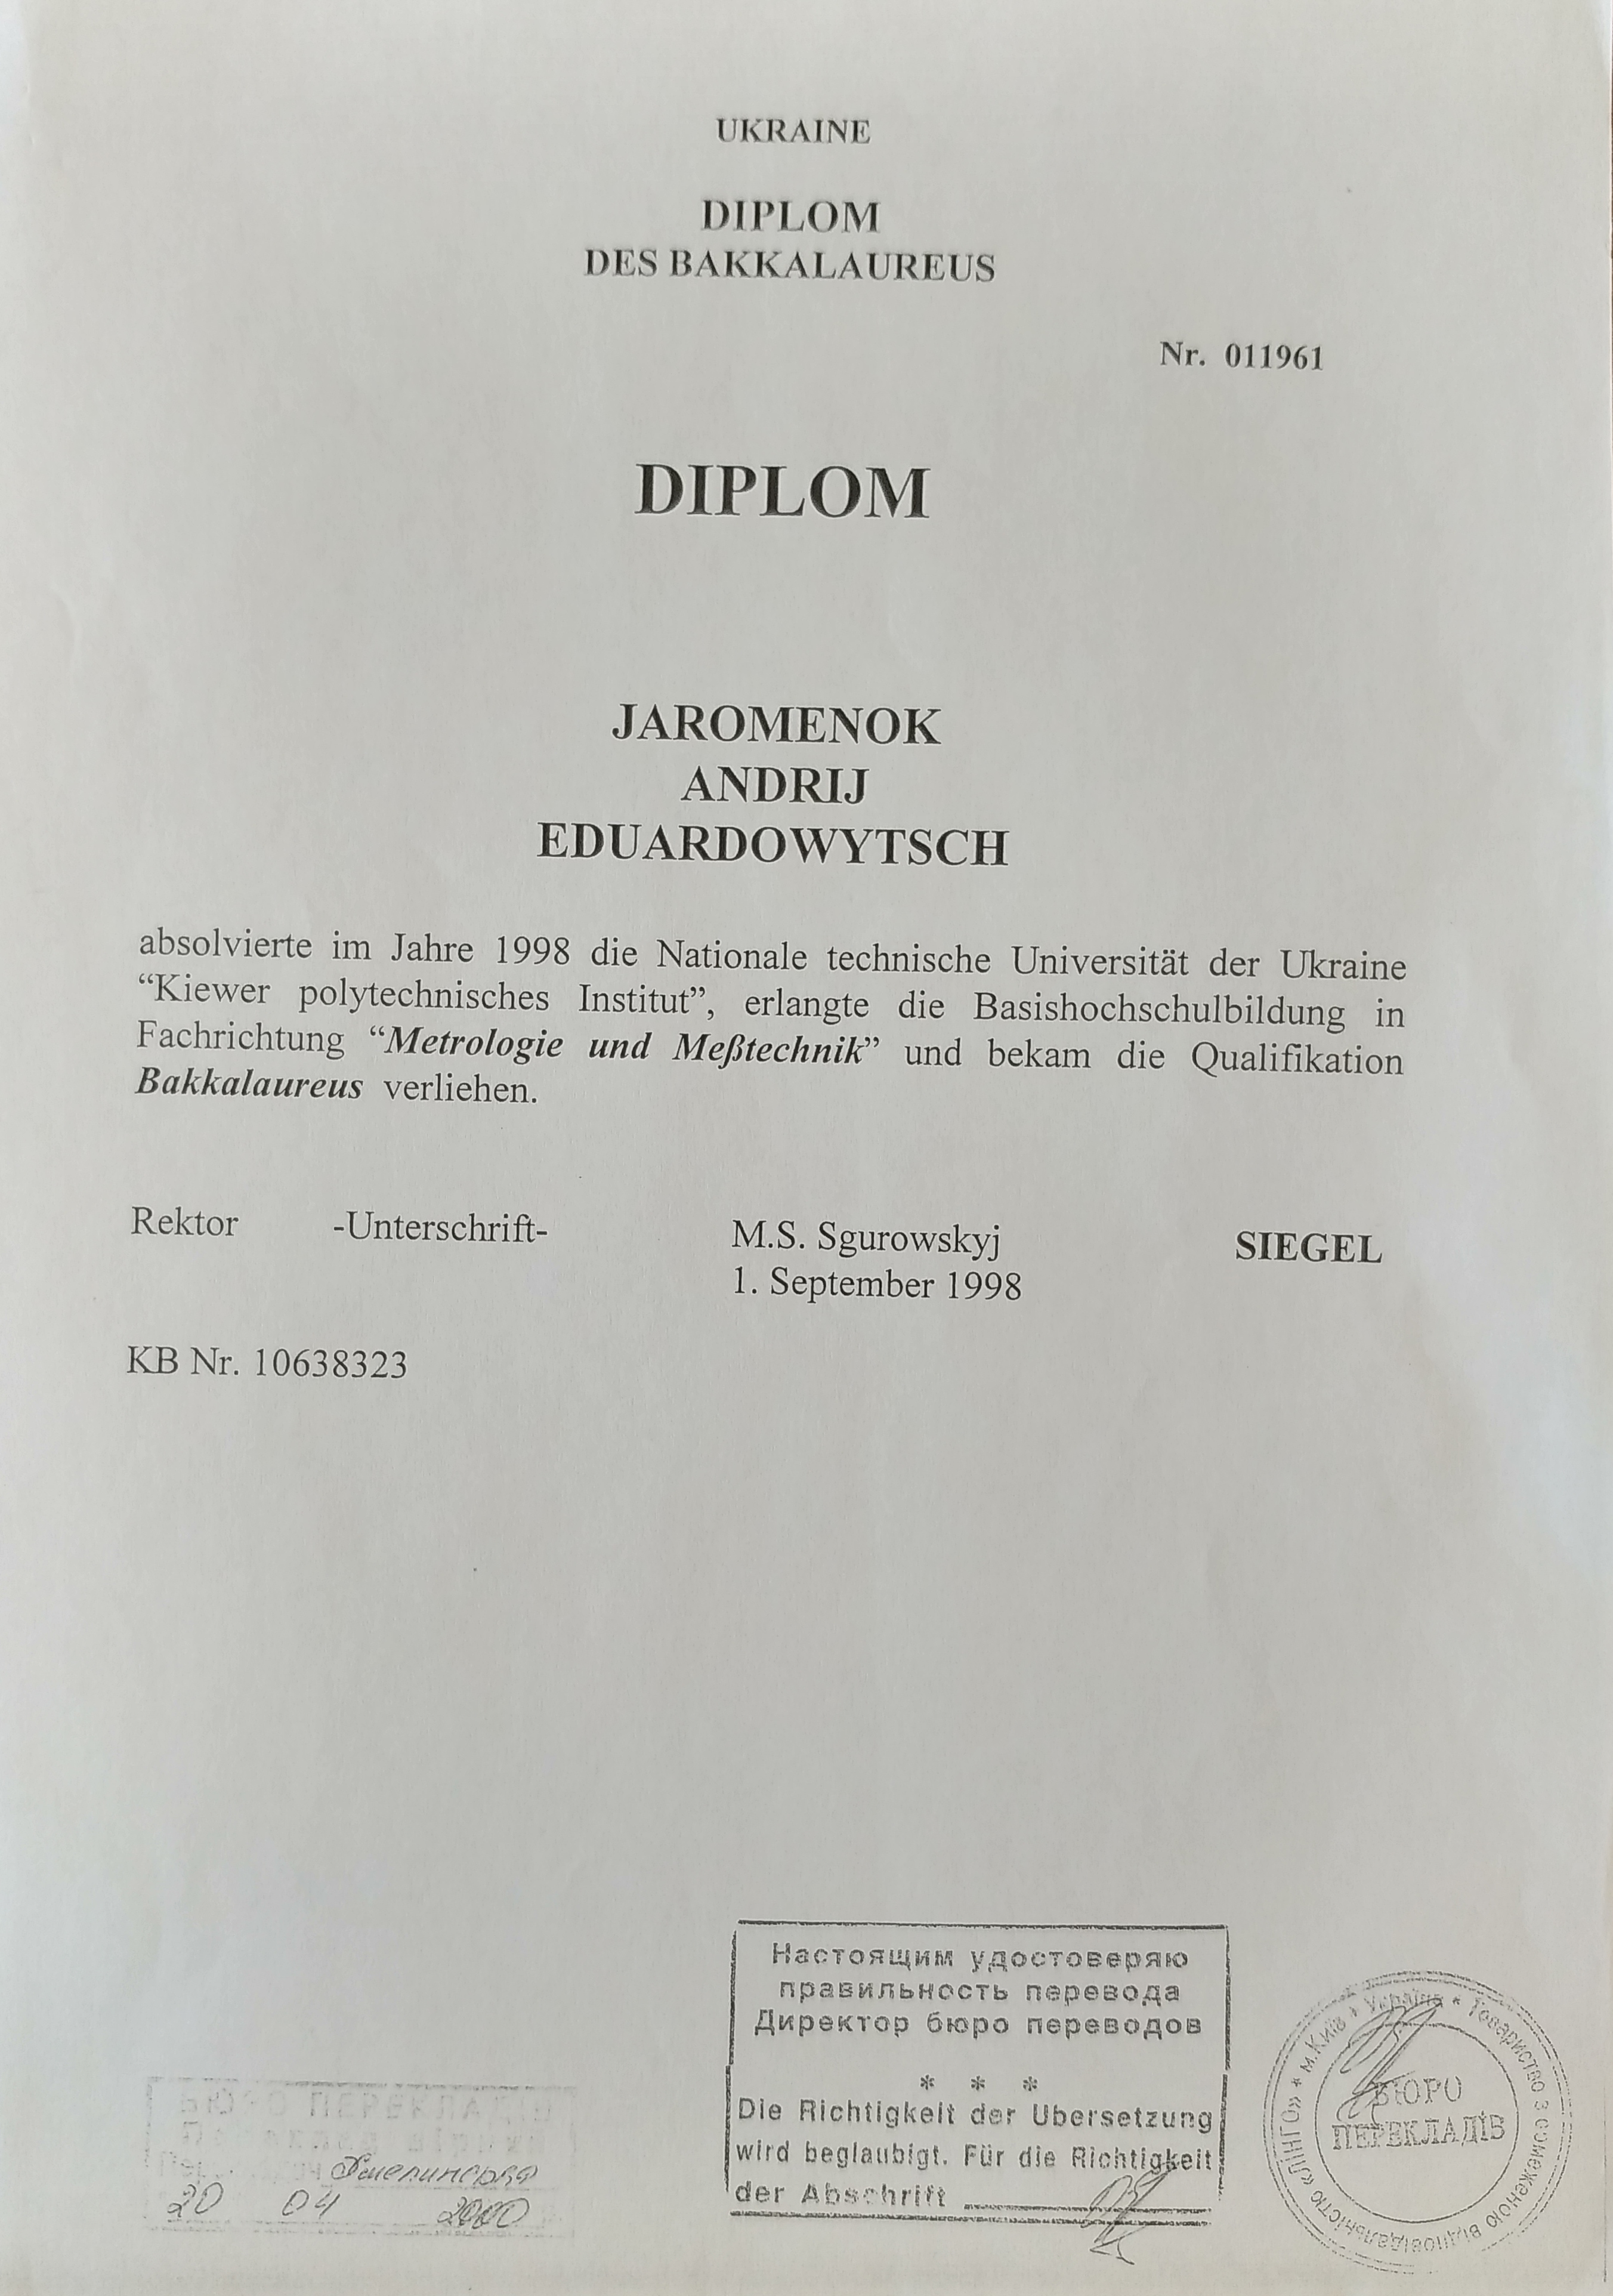 UKRAINE
DIPLOM
DES BAKKALAUREUS
Nr. 011961
DIPLOM
JAROMENOK
ANDRIJ
EDUARDOWYTSCH
absolvierte im Jahre 1998 die Nationale technische Universität der Ukraine
“Kiewer polytechnisches Institut”, erlangte die Basishochschulbildung in
Fachrichtung “Metrologie und Meßtechnik” und bekam die Qualifikation
Bakkalaureus verliehen.
Rektor -Unterschrift- M.S. Sgurowskyj SIEGEL
1. September 1998
KB Nr. 10638323
Настоящим удостоверяю
правильность перевода
Директор бюро переводов
* * *
Die Richtigkeit der Ubersetzung
wird beglaubigt. Für die Richtigkeit
der Abschrift
БЮРО ПЕРЕКЛАДІВ
20 04 2000
* м.Київ * Україна * Товариство з обмеженою відповідальністю «ЛІНГО»
БЮРО
ПЕРЕКЛАДІВ